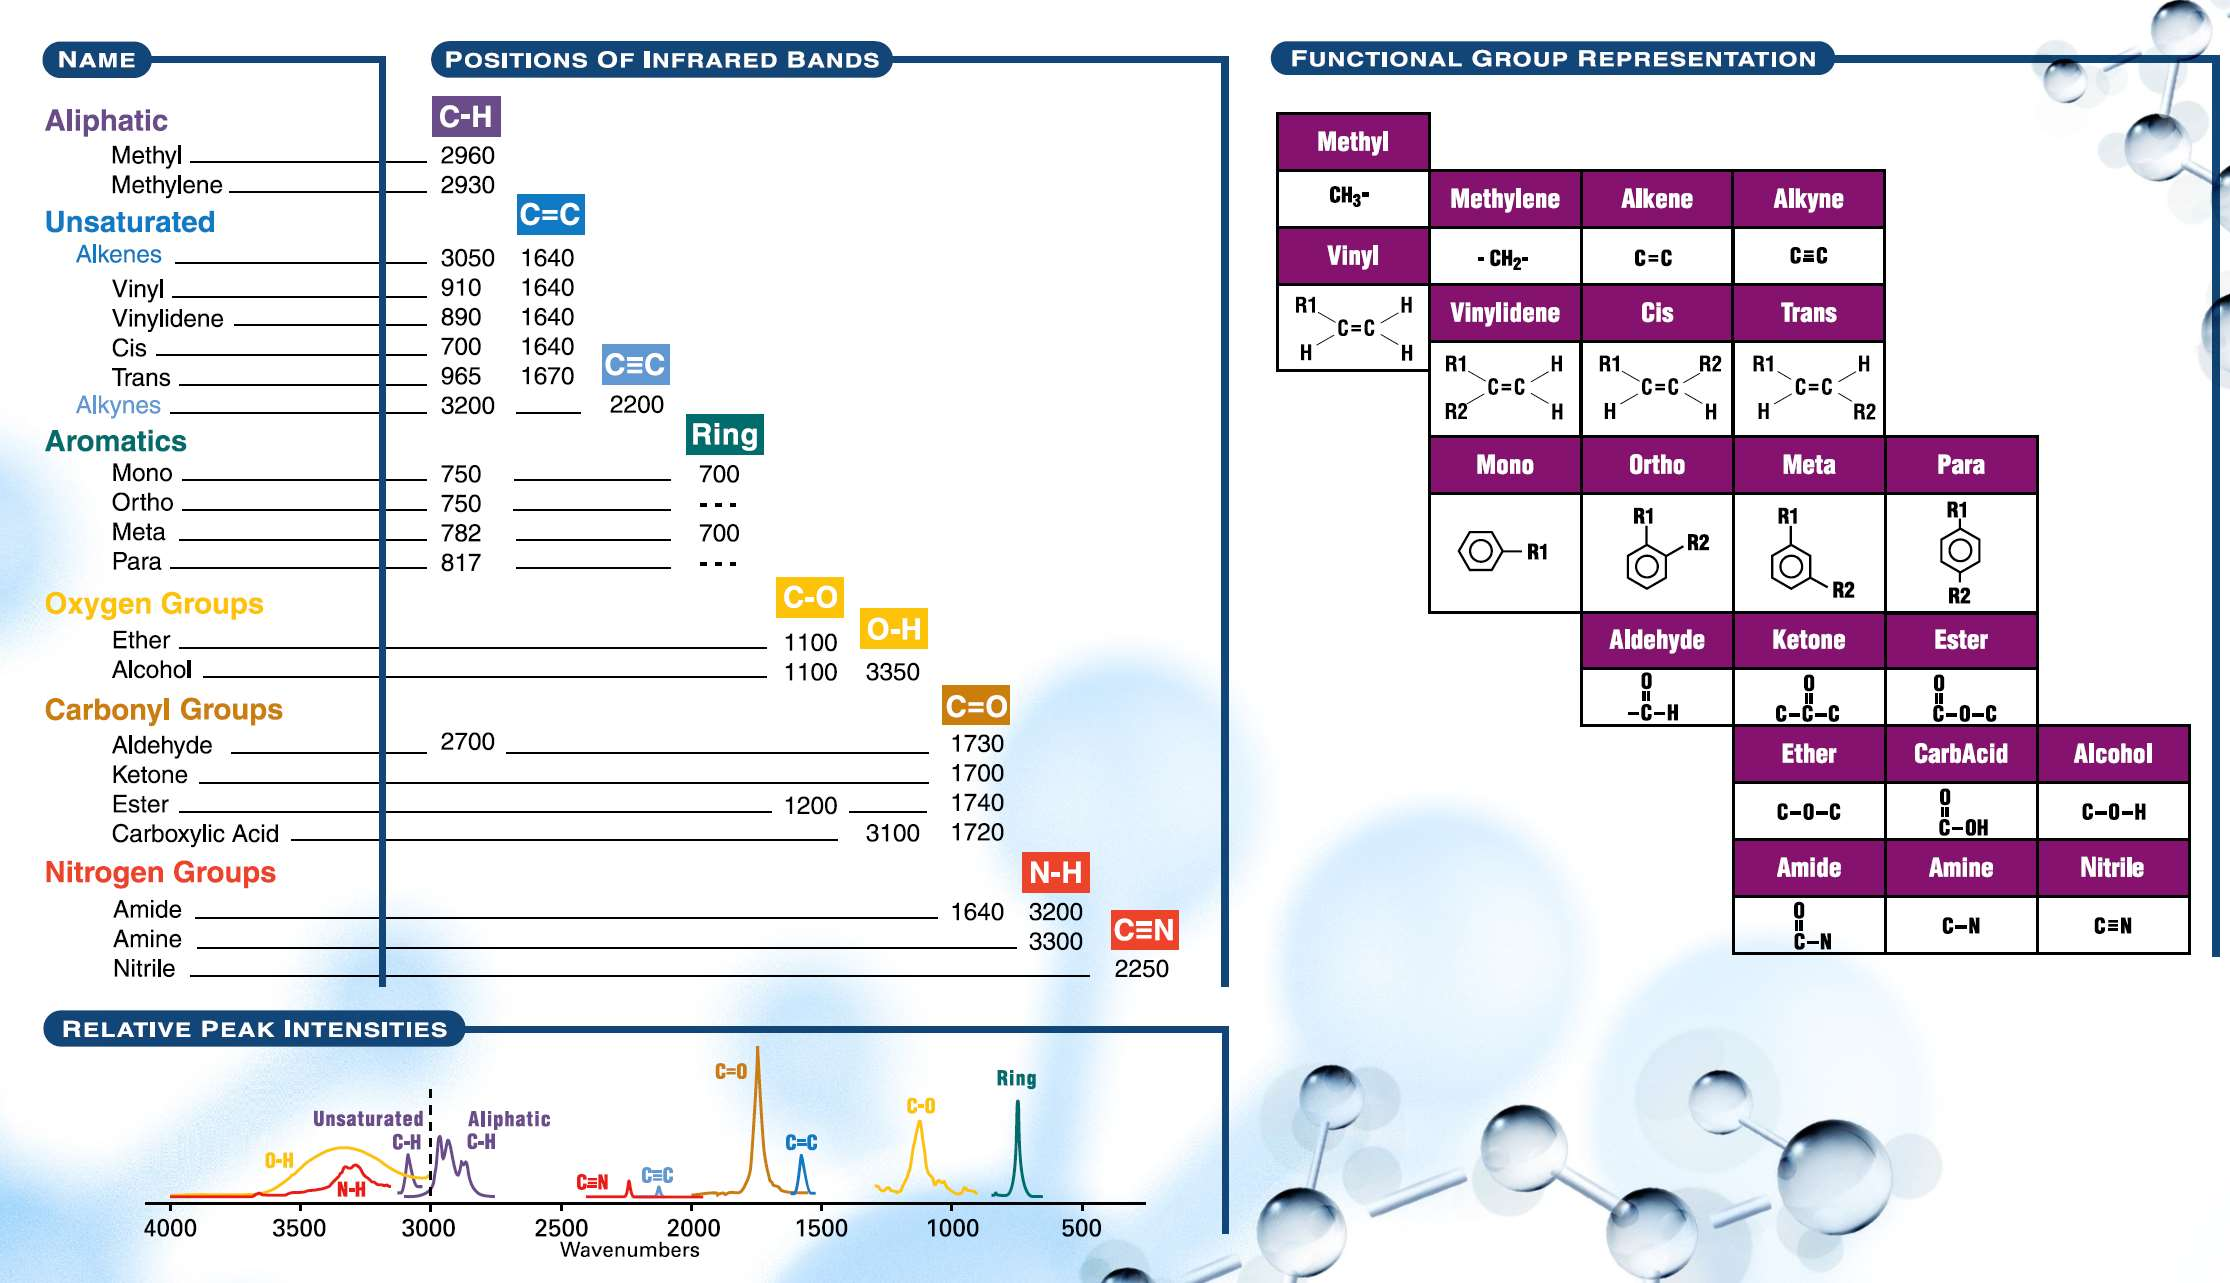 NAME
POSITIONS OF INFRARED BANDS
Aliphatic C-H
Methyl 2960
Methylene 2930
Unsaturated C=C
Alkenes 3050 1640
Vinyl 910 1640
Vinylidene 890 1640
Cis 700 1640
Trans 965 1670 C≡C
Alkynes 3200 2200
Aromatics Ring
Mono 750 700
Ortho 750 ---
Meta 782 700
Para 817 ---
Oxygen Groups C-O O-H
Ether 1100
Alcohol 1100 3350
Carbonyl Groups C=O
Aldehyde 2700 1730
Ketone 1700
Ester 1200 1740
Carboxylic Acid 3100 1720
Nitrogen Groups N-H
Amide 1640 3200 C≡N
Amine 3300
Nitrile 2250
RELATIVE PEAK INTENSITIES
O-H
N-H
Unsaturated
C-H
Aliphatic
C-H
C≡N
C=C
C=O
C=C
C-O
Ring
4000 3500 3000 2500 2000 1500 1000 500
Wavenumbers
FUNCTIONAL GROUP REPRESENTATION
Methyl
CH3-
Methylene Alkene Alkyne
- CH2- C=C C≡C
Vinyl
R1 H
C=C
H H
Vinylidene Cis Trans
R1 H R1 R2 R1 H
C=C C=C C=C
R2 H H H H R2
Mono Ortho Meta Para
R1
R1 R2
R1 R2
R1 R2
Aldehyde Ketone Ester
O O O
–C–H C–C–C C–O–C
Ether CarbAcid Alcohol
O
C–O–C C–OH C–O–H
Amide Amine Nitrile
O
C–N C–N C≡N